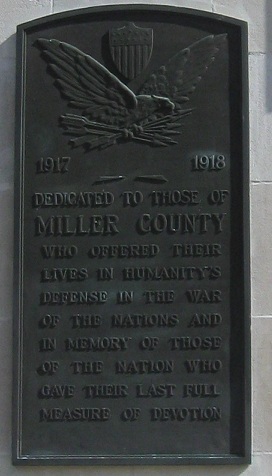 1917 1918
DEDICATED TO THOSE OF
MILLER COUNTY
WHO OFFERED THEIR
LIVES IN HUMANITY'S
DEFENSE IN THE WAR
OF THE NATIONS AND
IN MEMORY OF THOSE
OF THE NATION WHO
GAVE THEIR LAST FULL
MEASURE OF DEVOTION